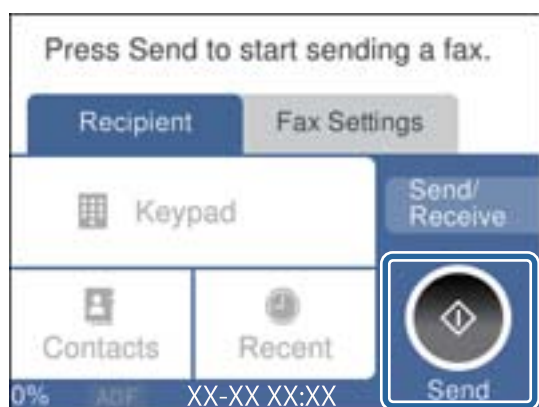 Press Send to start sending a fax.
Recipient
Fax Settings
Keypad
Send/
Receive
Contacts
Recent
0%
ADF
XX-XX XX:XX
Send